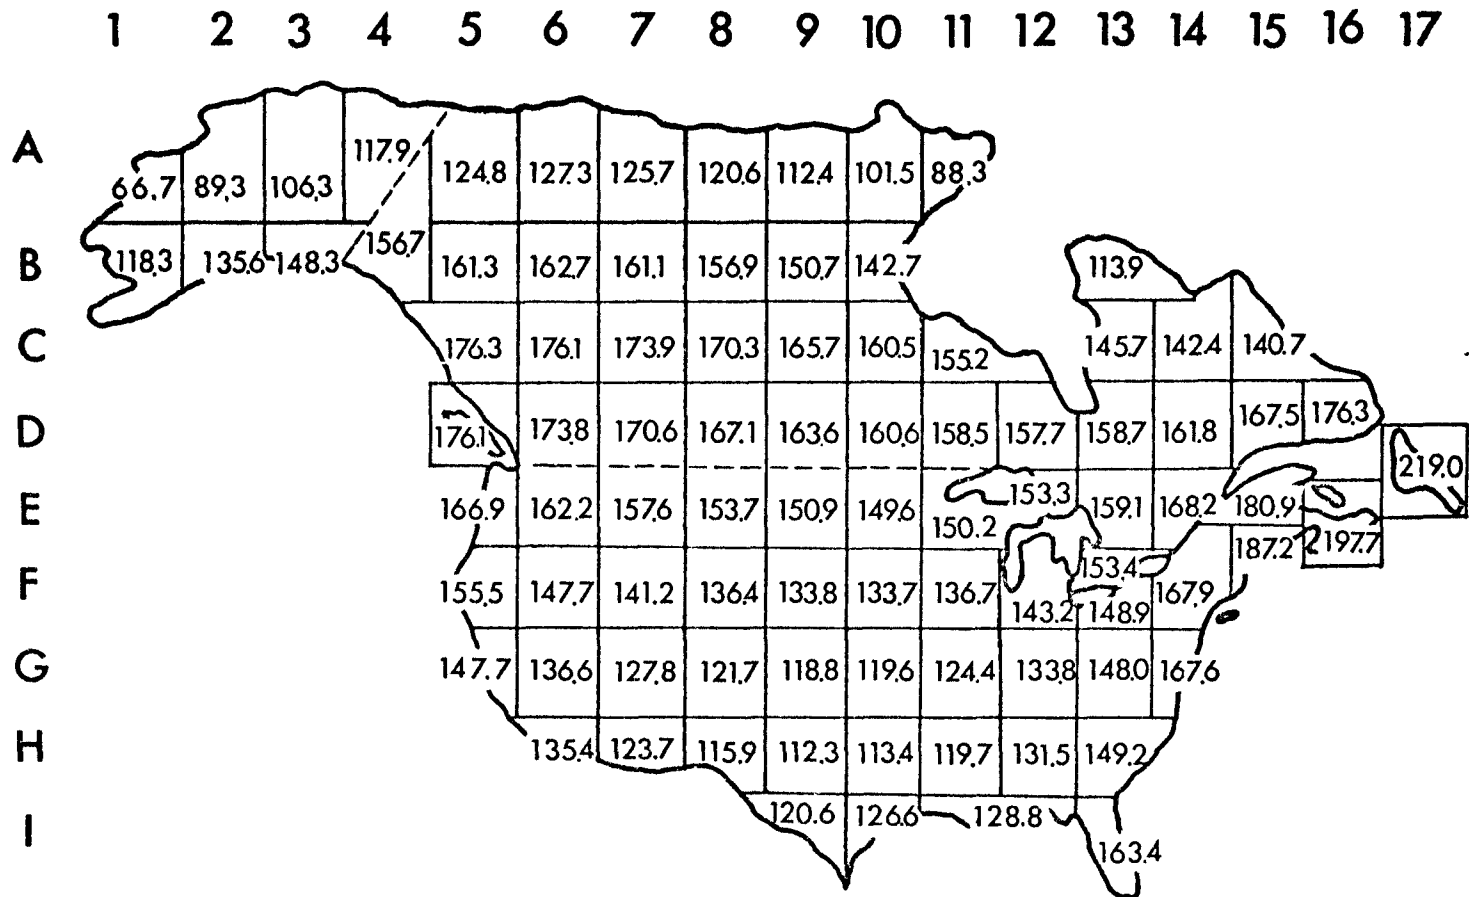 1 2 3 4 5 6 7 8 9 10 11 12 13 14 15 16 17
A 66.7 89.3 106.3 117.9 124.8 127.3 125.7 120.6 112.4 101.5 88.3
B 118.3 135.6 148.3 156.7 161.3 162.7 161.1 156.9 150.7 142.7 113.9
C 176.3 176.1 173.9 170.3 165.7 160.5 155.2 145.7 142.4 140.7
D 176.1 173.8 170.6 167.1 163.6 160.6 158.5 157.7 158.7 161.8 167.5 176.3
219.0
E 166.9 162.2 157.6 153.7 150.9 149.6 150.2 153.3 159.1 168.2 180.9
187.2 197.7
F 155.5 147.7 141.2 136.4 133.8 133.7 136.7 143.2 153.4 148.9 167.9
G 147.7 136.6 127.8 121.7 118.8 119.6 124.4 133.8 148.0 167.6
H 135.4 123.7 115.9 112.3 113.4 119.7 131.5 149.2
I 120.6 126.6 128.8 163.4